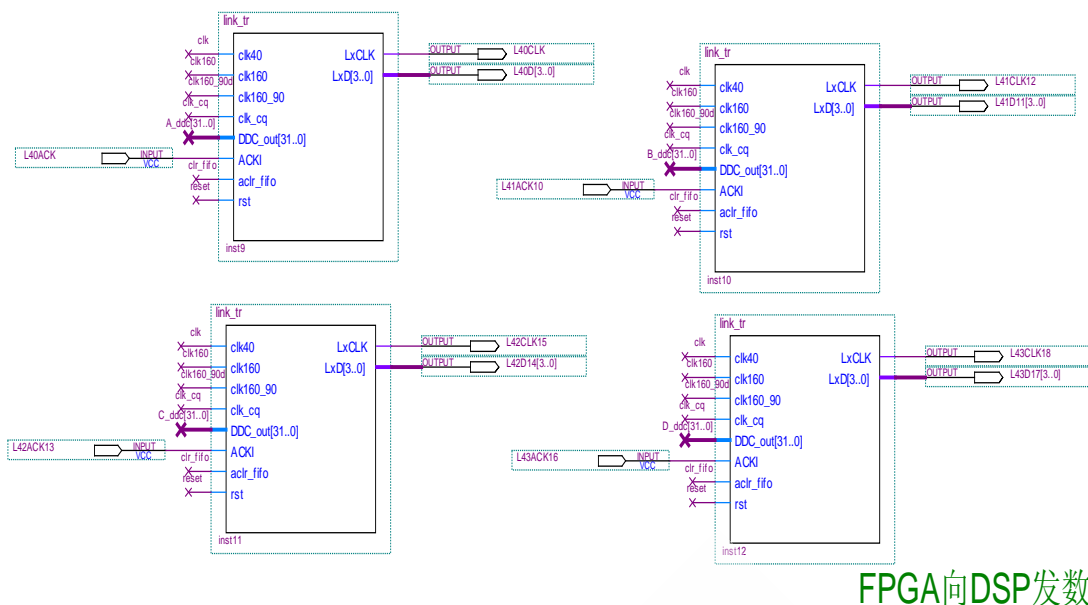 link_tr
clk
clk160
clk160_90d
clk_cq
A_ddc[31..0]
clr_fifo
reset
clk40
clk160
clk160_90
clk_cq
DDC_out[31..0]
ACKI
aclr_fifo
rst
LxCLK
LxD[3..0]
inst9
L40ACK
INPUT
VCC
OUTPUT
L40CLK
OUTPUT
L40D[3..0]
link_tr
clk
clk160
clk160_90d
clk_cq
B_ddc[31..0]
clr_fifo
reset
clk40
clk160
clk160_90
clk_cq
DDC_out[31..0]
ACKI
aclr_fifo
rst
LxCLK
LxD[3..0]
inst10
L41ACK10
INPUT
VCC
OUTPUT
L41CLK12
OUTPUT
L41D11[3..0]
link_tr
clk
clk160
clk160_90d
clk_cq
C_ddc[31..0]
clr_fifo
reset
clk40
clk160
clk160_90
clk_cq
DDC_out[31..0]
ACKI
aclr_fifo
rst
LxCLK
LxD[3..0]
inst11
L42ACK13
INPUT
VCC
OUTPUT
L42CLK15
OUTPUT
L42D14[3..0]
link_tr
clk
clk160
clk160_90d
clk_cq
D_ddc[31..0]
clr_fifo
reset
clk40
clk160
clk160_90
clk_cq
DDC_out[31..0]
ACKI
aclr_fifo
rst
LxCLK
LxD[3..0]
inst12
L43ACK16
INPUT
VCC
OUTPUT
L43CLK18
OUTPUT
L43D17[3..0]
FPGA向DSP发数